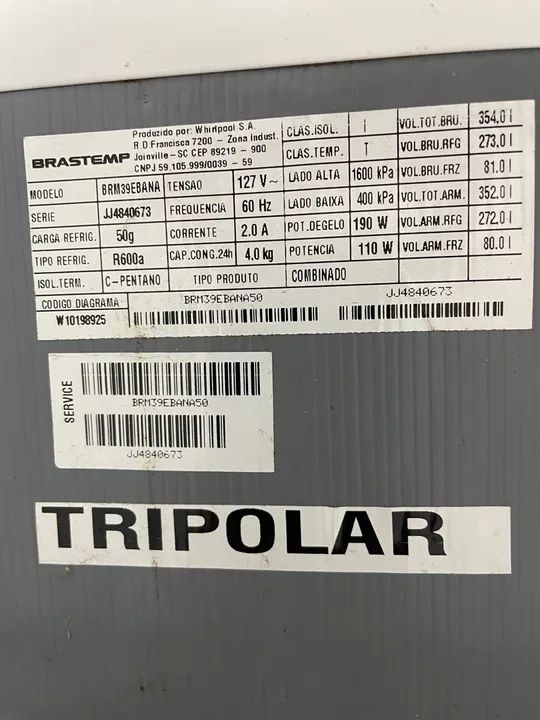 BRASTEMP
Produzido por: Whirlpool S.A.
R.D.Francisca 7200 - Zona Indust.
Joinville-SC CEP 89219 - 900
CNPJ 59.105.999/0039 - 59
MODELO BRM39EBANA TENSAO 127 V~
SERIE JJ4840673 FREQUENCIA 60 Hz
CARGA REFRIG. 50g CORRENTE 2.0 A
TIPO REFRIG. R600a CAP.CONG.24h 4.0 kg
ISOL.TERM. C-PENTANO TIPO PRODUTO COMBINADO
CLAS.ISOL. I VOL.TOT.BRU. 354.0 l
CLAS.TEMP. T VOL.BRU.RFG 273.0 l
LADO ALTA 1600 kPa VOL.BRU.FRZ 81.0 l
LADO BAIXA 400 kPa VOL.TOT.ARM. 352.0 l
POT.DEGELO 190 W VOL.ARM.RFG 272.0 l
POTENCIA 110 W VOL.ARM.FRZ 80.0 l
CODIGO DIAGRAMA
W10198925
BRM39EBANA50 JJ4840673
SERVICE
BRM39EBANA50
JJ4840673
TRIPOLAR